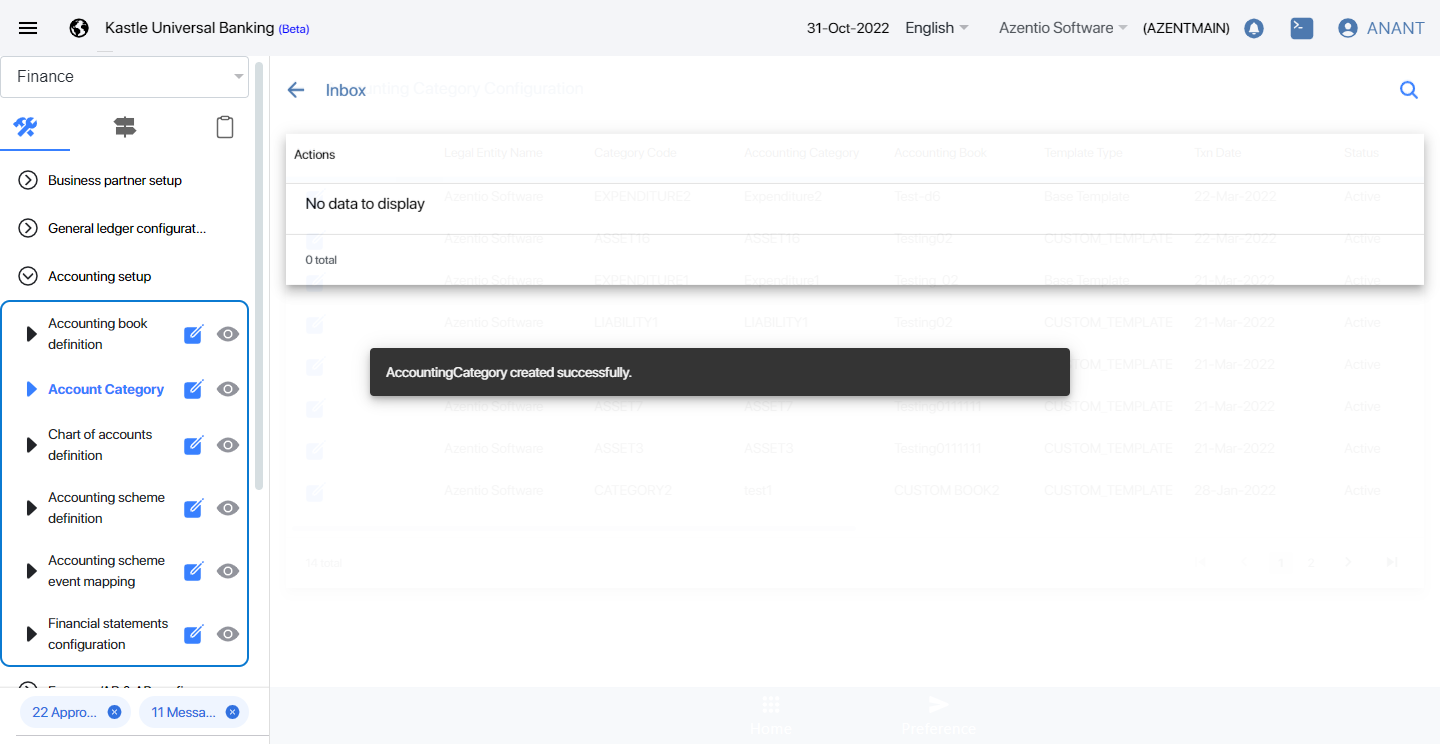 Kastle Universal Banking (Beta)
31-Oct-2022
English
Azentio Software
(AZENTMAIN)
ANANT
Finance
Business partner setup
General ledger configurat...
Accounting setup
Accounting book
definition
Account Category
Chart of accounts
definition
Accounting scheme
definition
Accounting scheme
event mapping
Financial statements
configuration
22 Appro...
11 Messa...
Inbox
Category Configuration
Actions
Legal Entity Name Category Code Accounting Category Accounting Book Template Type Txn Date Status
Azentio Software EXPENDITURE2 Expenditure2 Test-d6 Base Template 22-Mar-2022 Active
No data to display
Azentio Software ASSET16 ASSET16 Testing02 CUSTOM_TEMPLATE 22-Mar-2022 Active
0 total
Azentio Software EXPENDITURE1 Expenditure1 Testing_02 Base Template 21-Mar-2022 Active
Azentio Software LIABILITY1 LIABILITY1 Testing02 CUSTOM_TEMPLATE 21-Mar-2022 Active
AccountingCategory created successfully.
TEMPLATE 21-Mar-2022 Active
Azentio Software ASSET7 ASSET7 Testing0111111 CUSTOM_TEMPLATE 21-Mar-2022 Active
Azentio Software ASSET3 ASSET3 Testing0111111 CUSTOM_TEMPLATE 21-Mar-2022 Active
Azentio Software CATEGORY2 test1 CUSTOM BOOK2 CUSTOM_TEMPLATE 28-Jan-2022 Active
14 total
1 2
Home
Preference